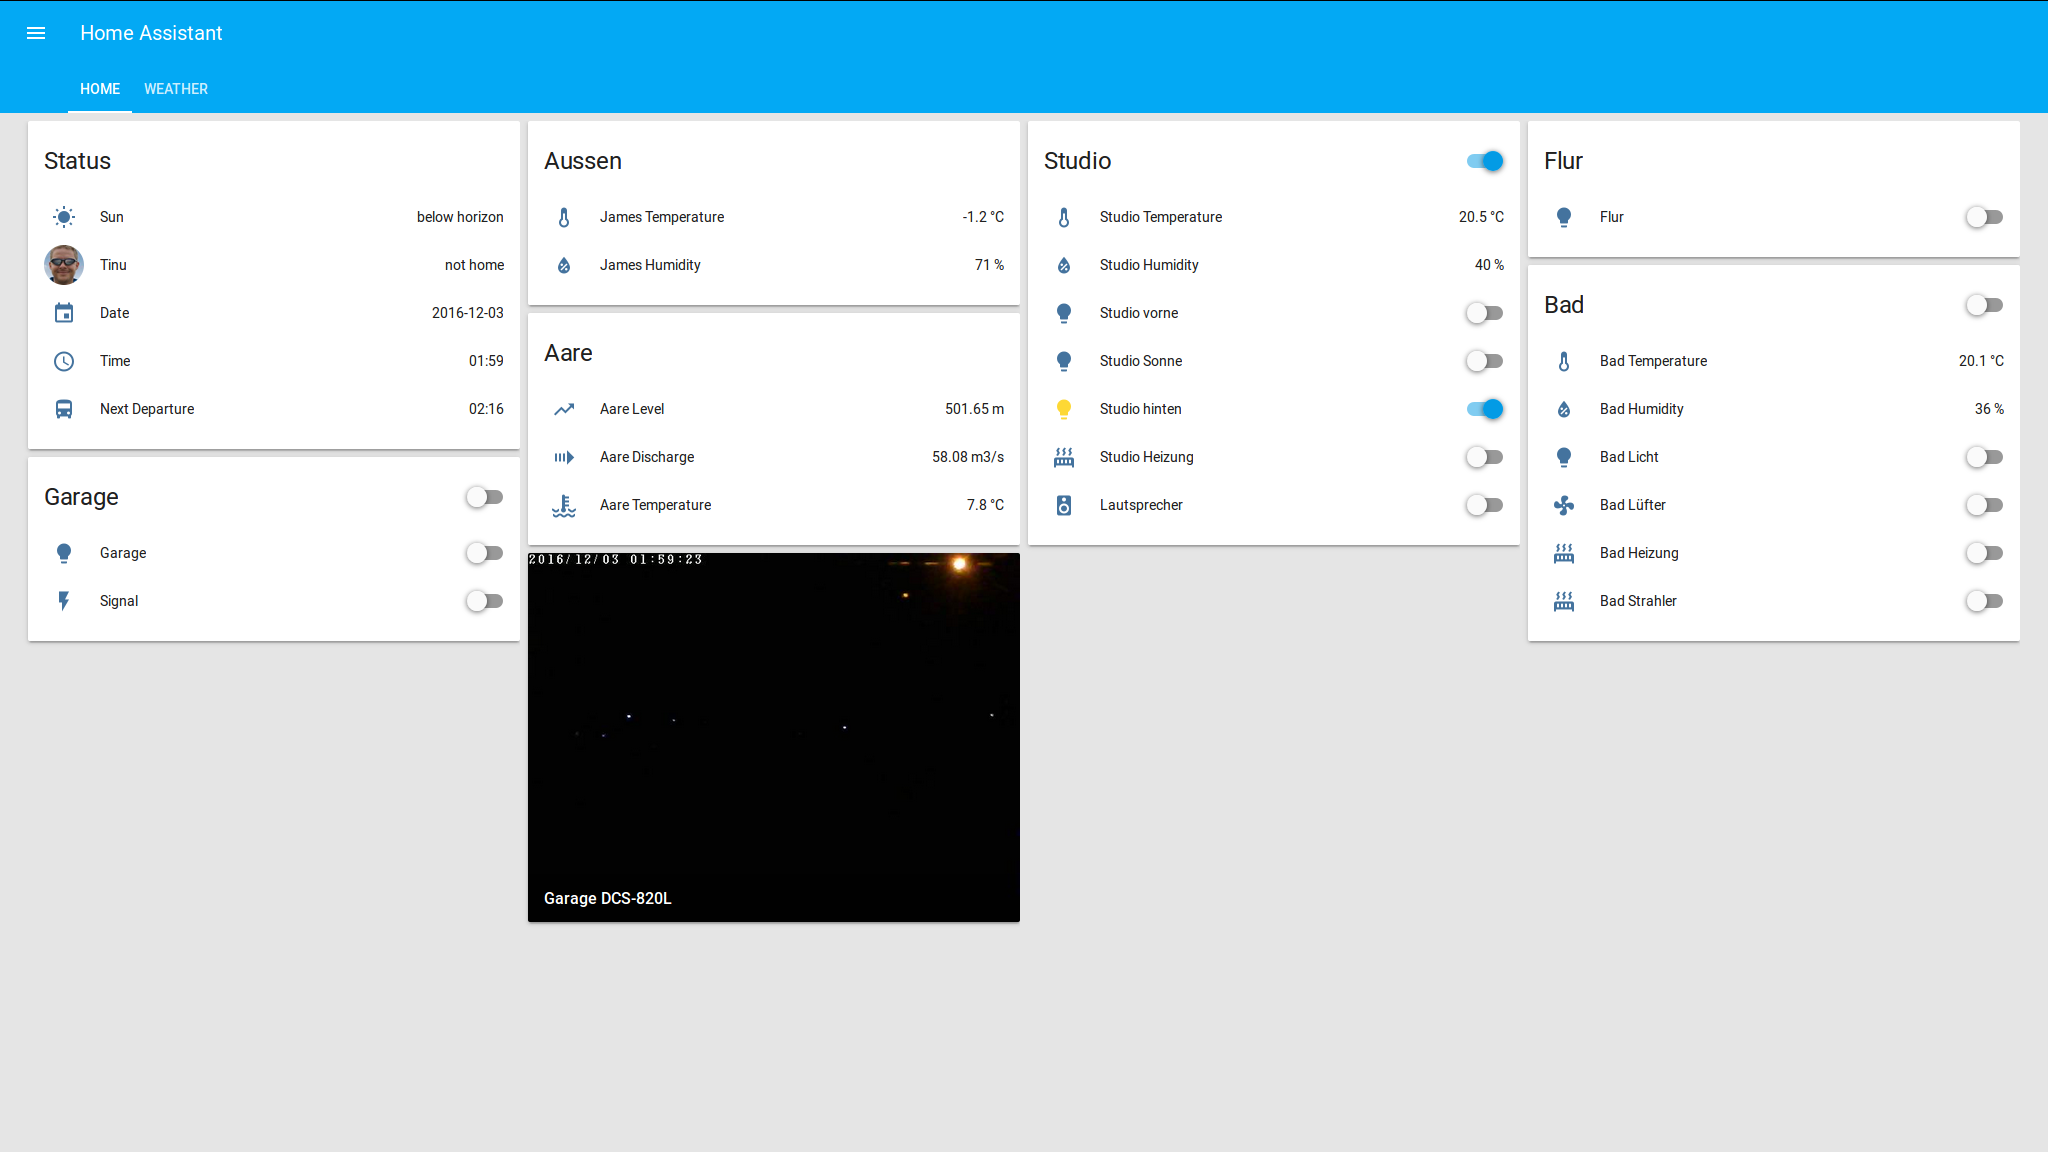 Home Assistant
HOME WEATHER
Status
Sun below horizon
Tinu not home
Date 2016-12-03
Time 01:59
Next Departure 02:16
Garage
Garage
Signal
Aussen
James Temperature -1.2 °C
James Humidity 71 %
Aare
Aare Level 501.65 m
Aare Discharge 58.08 m3/s
Aare Temperature 7.8 °C
2016/12/03 01:59:23
Garage DCS-820L
Studio
Studio Temperature 20.5 °C
Studio Humidity 40 %
Studio vorne
Studio Sonne
Studio hinten
Studio Heizung
Lautsprecher
Flur
Flur
Bad
Bad Temperature 20.1 °C
Bad Humidity 36 %
Bad Licht
Bad Lüfter
Bad Heizung
Bad Strahler